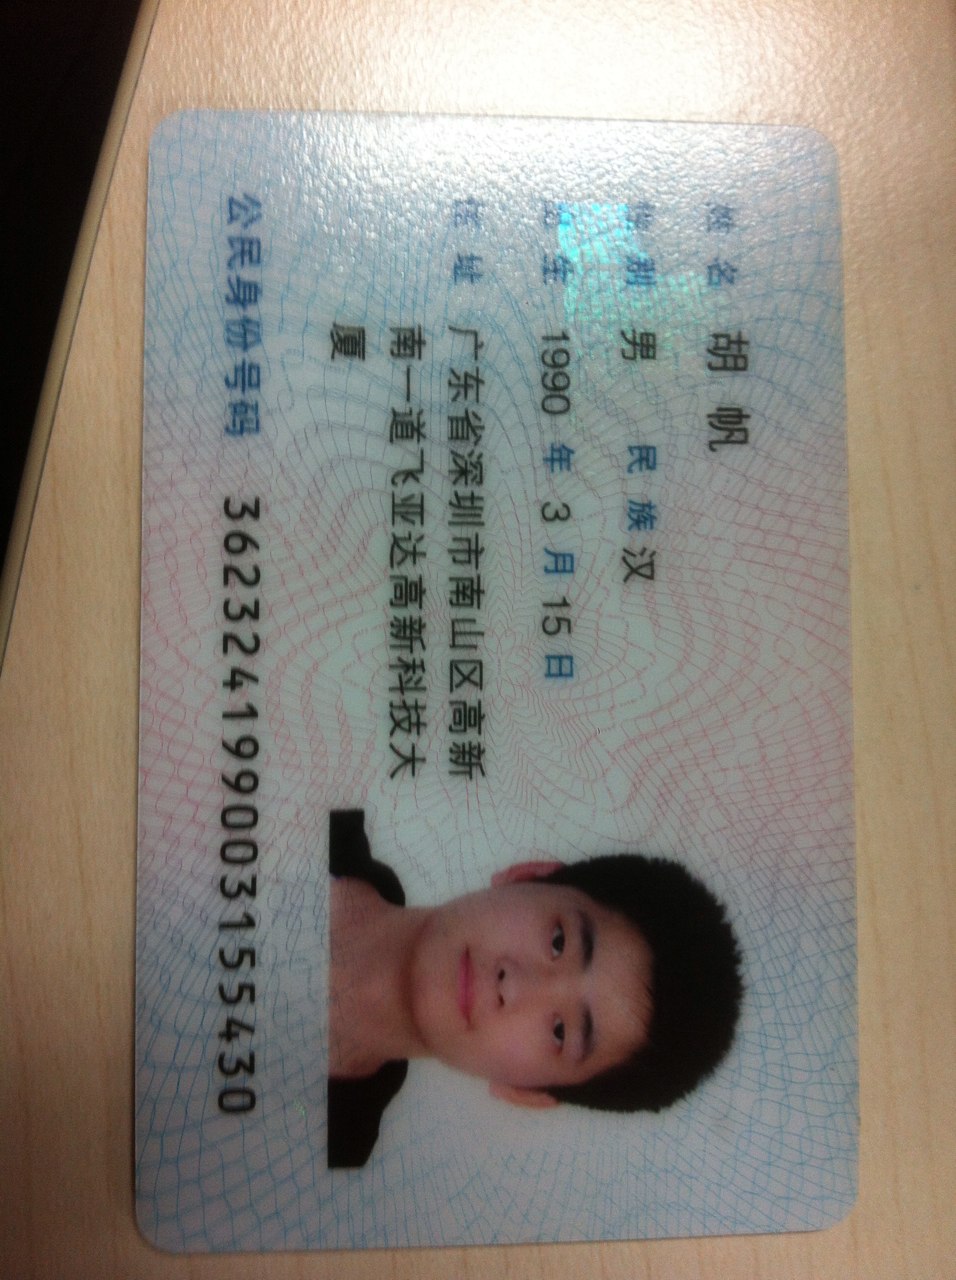 姓名 胡帆
性别 男 民族 汉
出生 1990 年 3 月 15 日
住址 广东省深圳市南山区高新
南一道飞亚达高新科技大
厦
公民身份号码 362324199003155430